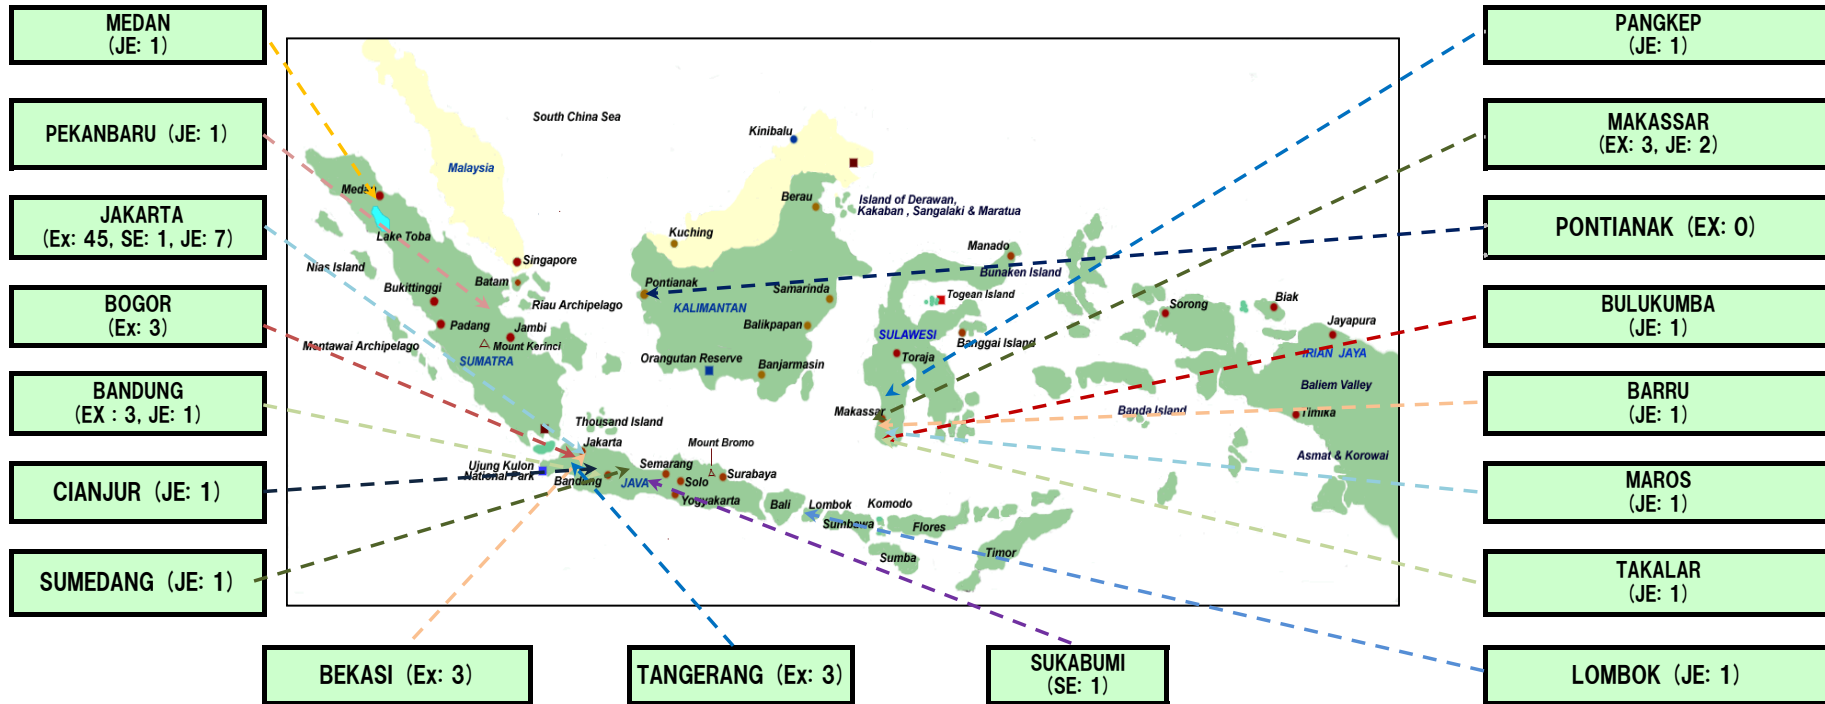 MEDAN
(JE: 1)
PEKANBARU (JE: 1)
JAKARTA
(Ex: 45, SE: 1, JE: 7)
BOGOR
(Ex: 3)
BANDUNG
(EX : 3, JE: 1)
CIANJUR (JE: 1)
SUMEDANG (JE: 1)
BEKASI (Ex: 3)
TANGERANG (Ex: 3)
SUKABUMI
(SE: 1)
PANGKEP
(JE: 1)
MAKASSAR
(EX: 3, JE: 2)
PONTIANAK (EX: 0)
BULUKUMBA
(JE: 1)
BARRU
(JE: 1)
MAROS
(JE: 1)
TAKALAR
(JE: 1)
LOMBOK (JE: 1)
South China Sea
Kinibalu
Malaysia
Medan
Berau
Island of Derawan,
Kakaban , Sangalaki & Maratua
Lake Toba
Kuching
Manado
Nias Island
Singapore
Bunaken Island
Bukittinggi
Batam
Pontianak
Samarinda
Togean Island
Biak
Riau Archipelago
KALIMANTAN
Sorong
Padang
Jambi
Balikpapan
SULAWESI
Jayapura
Mentawai Archipelago
Mount Kerinci
Banggai Island
SUMATRA
Orangutan Reserve
Banjarmasin
Toraja
IRIAN JAYA
Baliem Valley
Makassar
Banda Island
Timika
Thousand Island
Jakarta
Mount Bromo
Asmat & Korowai
Ujung Kulon
National Park
Semarang
Surabaya
Bandung
JAVA
Solo
Yogyakarta
Bali
Lombok
Komodo
Sumbawa
Flores
Sumba
Timor